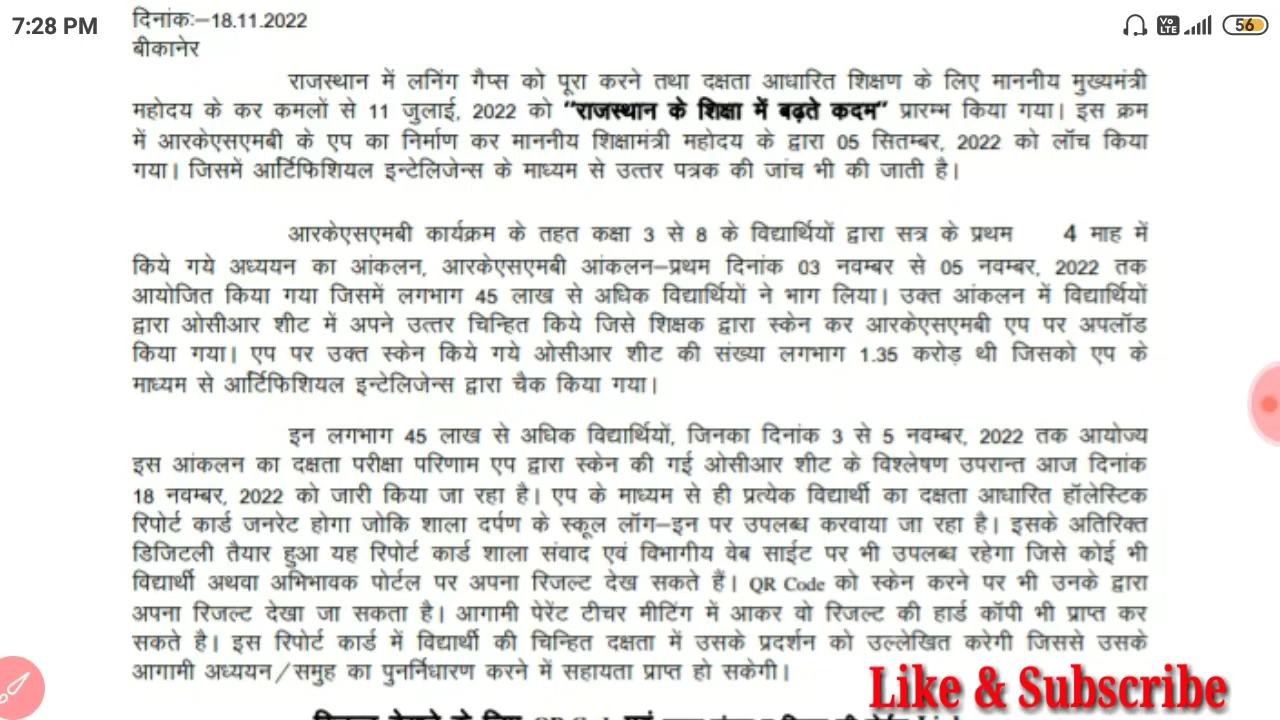 7:28 PM
Vo LTE
56
दिनांकः–18.11.2022
बीकानेर
राजस्थान में लनिंग गैप्स को पूरा करने तथा दक्षता आधारित शिक्षण के लिए माननीय मुख्यमंत्री
महोदय के कर कमलों से 11 जुलाई, 2022 को "राजस्थान के शिक्षा में बढ़ते कदम" प्रारम्भ किया गया। इस क्रम
में आरकेएसएमबी के एप का निर्माण कर माननीय शिक्षामंत्री महोदय के द्वारा 05 सितम्बर, 2022 को लॉच किया
गया। जिसमें आर्टिफिशियल इन्टेलिजेन्स के माध्यम से उत्तर पत्रक की जांच भी की जाती है।
आरकेएसएमबी कार्यक्रम के तहत कक्षा 3 से 8 के विद्यार्थियों द्वारा सत्र के प्रथम 4 माह में
किये गये अध्ययन का आंकलन, आरकेएसएमबी आंकलन–प्रथम दिनांक 03 नवम्बर से 05 नवम्बर, 2022 तक
आयोजित किया गया जिसमें लगभाग 45 लाख से अधिक विद्यार्थियों ने भाग लिया। उक्त आंकलन में विद्यार्थियों
द्वारा ओसीआर शीट में अपने उत्तर चिन्हित किये जिसे शिक्षक द्वारा स्केन कर आरकेएसएमबी एप पर अपलॉड
किया गया। एप पर उक्त स्केन किये गये ओसीआर शीट की संख्या लगभाग 1.35 करोड़ थी जिसको एप के
माध्यम से आर्टिफिशियल इन्टेलिजेन्स द्वारा चैक किया गया।
इन लगभाग 45 लाख से अधिक विद्यार्थियों, जिनका दिनांक 3 से 5 नवम्बर, 2022 तक आयोज्य
इस आंकलन का दक्षता परीक्षा परिणाम एप द्वारा स्केन की गई ओसीआर शीट के विश्लेषण उपरान्त आज दिनांक
18 नवम्बर, 2022 को जारी किया जा रहा है। एप के माध्यम से ही प्रत्येक विद्यार्थी का दक्षता आधारित हॉलेस्टिक
रिपोर्ट कार्ड जनरेट होगा जोकि शाला दर्पण के स्कूल लॉग–इन पर उपलब्ध करवाया जा रहा है। इसके अतिरिक्त
डिजिटली तैयार हुआ यह रिपोर्ट कार्ड शाला संवाद एवं विभागीय वेब साईट पर भी उपलब्ध रहेगा जिसे कोई भी
विद्यार्थी अथवा अभिभावक पोर्टल पर अपना रिजल्ट देख सकते हैं। QR Code को स्केन करने पर भी उनके द्वारा
अपना रिजल्ट देखा जा सकता है। आगामी पेरेंट टीचर मीटिंग में आकर वो रिजल्ट की हार्ड कॉपी भी प्राप्त कर
सकते है। इस रिपोर्ट कार्ड में विद्यार्थी की चिन्हित दक्षता में उसके प्रदर्शन को उल्लेखित करेगी जिससे उसके
आगामी अध्ययन/समुह का पुनर्निधारण करने में सहायता प्राप्त हो सकेगी।
Like & Subscribe